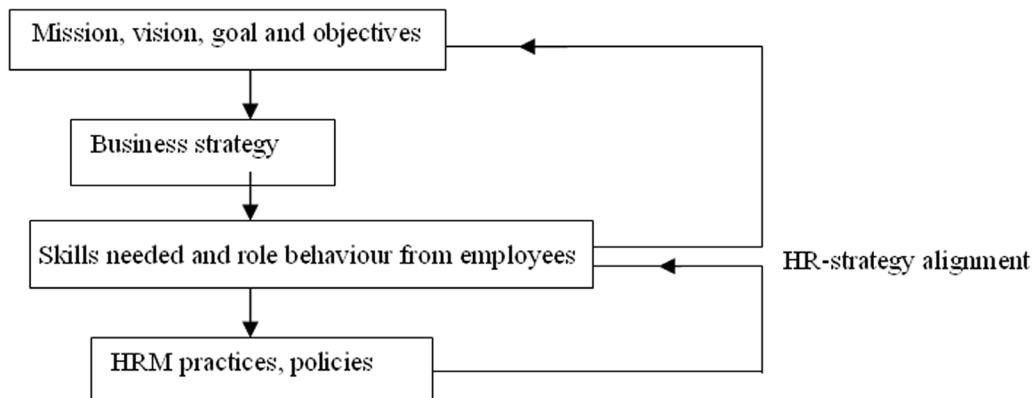 Mission, vision, goal and objectives
Business strategy
Skills needed and role behaviour from employees
HR-strategy alignment
HRM practices, policies